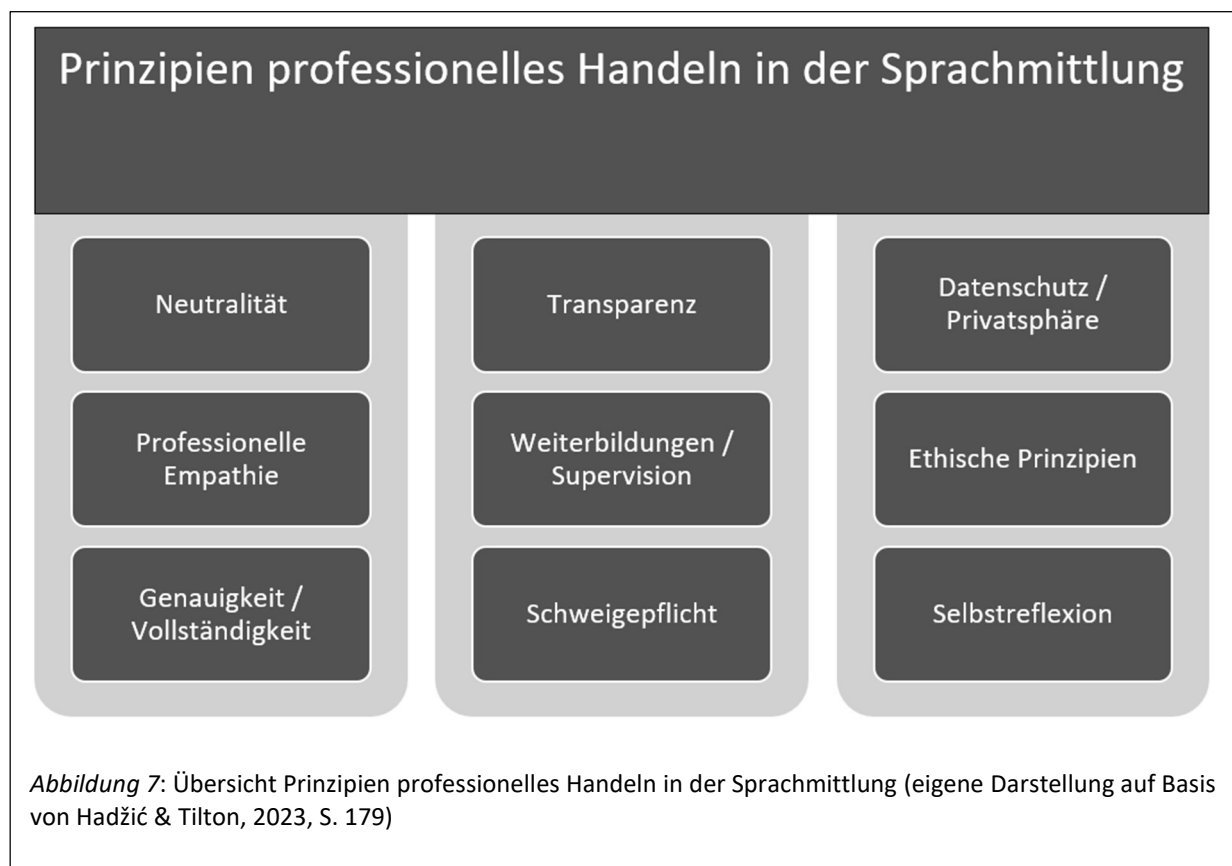 Prinzipien professionelles Handeln in der Sprachmittlung
Neutralität
Professionelle
Empathie
Genauigkeit /
Vollständigkeit
Transparenz
Weiterbildungen /
Supervision
Schweigepflicht
Datenschutz /
Privatsphäre
Ethische Prinzipien
Selbstreflexion
Abbildung 7: Übersicht Prinzipien professionelles Handeln in der Sprachmittlung (eigene Darstellung auf Basis
von Hadžić & Tilton, 2023, S. 179)